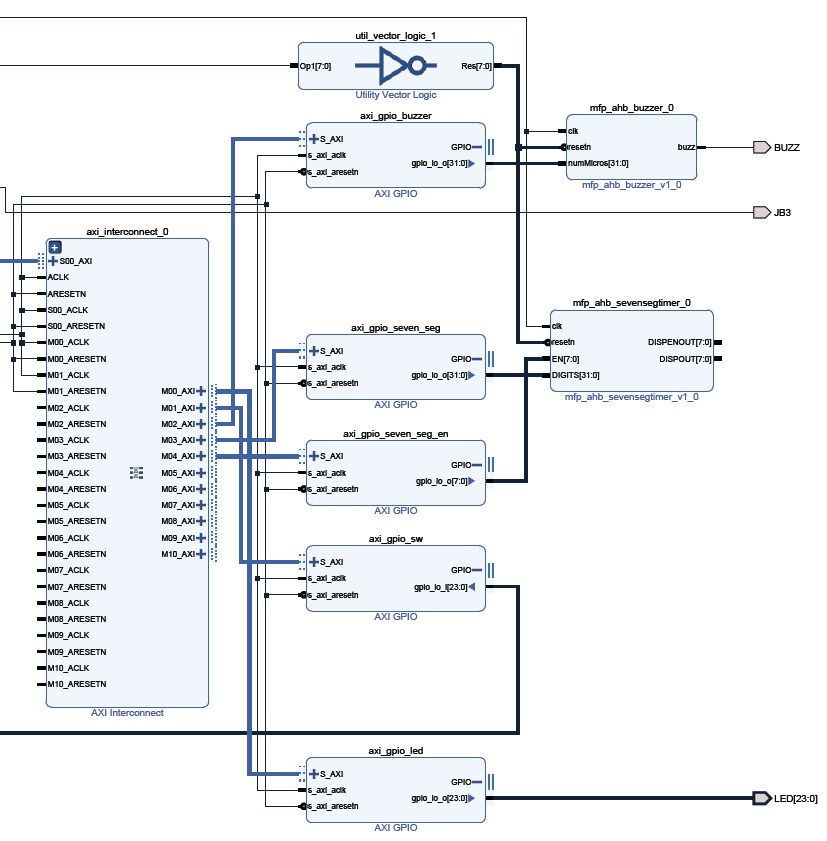 util_vector_logic_1
Op1[7:0]
Res[7:0]
Utility Vector Logic
axi_gpio_buzzer
S_AXI
s_axi_aclk
s_axi_aresetn
GPIO
gpio_io_o[31:0]
AXI GPIO
mfp_ahb_buzzer_0
clk
resetn
numMicros[31:0]
buzz
mfp_ahb_buzzer_v1_0
BUZZ
JB3
axi_interconnect_0
S00_AXI
ACLK
ARESETN
S00_ACLK
S00_ARESETN
M00_ACLK
M00_ARESETN
M01_ACLK
M01_ARESETN
M02_ACLK
M02_ARESETN
M03_ACLK
M03_ARESETN
M04_ACLK
M04_ARESETN
M05_ACLK
M05_ARESETN
M06_ACLK
M06_ARESETN
M07_ACLK
M07_ARESETN
M08_ACLK
M08_ARESETN
M09_ACLK
M09_ARESETN
M10_ACLK
M10_ARESETN
M00_AXI
M01_AXI
M02_AXI
M03_AXI
M04_AXI
M05_AXI
M06_AXI
M07_AXI
M08_AXI
M09_AXI
M10_AXI
AXI Interconnect
axi_gpio_seven_seg
S_AXI
s_axi_aclk
s_axi_aresetn
GPIO
gpio_io_o[31:0]
AXI GPIO
mfp_ahb_sevensegtimer_0
clk
resetn
EN[7:0]
DIGITS[31:0]
DISPENOUT[7:0]
DISPOUT[7:0]
mfp_ahb_sevensegtimer_v1_0
axi_gpio_seven_seg_en
S_AXI
s_axi_aclk
s_axi_aresetn
GPIO
gpio_io_o[7:0]
AXI GPIO
axi_gpio_sw
S_AXI
s_axi_aclk
s_axi_aresetn
GPIO
gpio_io_i[23:0]
AXI GPIO
axi_gpio_led
S_AXI
s_axi_aclk
s_axi_aresetn
GPIO
gpio_io_o[23:0]
AXI GPIO
LED[23:0]